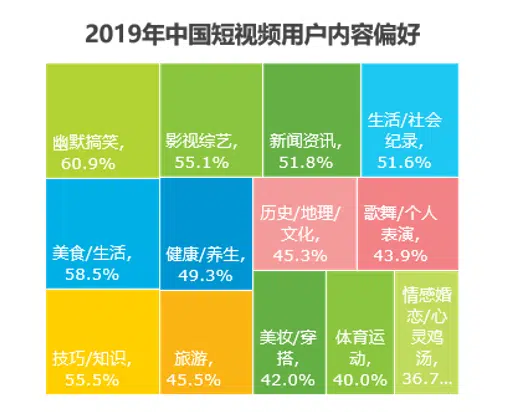 2019年中国短视频用户内容偏好
幽默搞笑,
60.9%
影视综艺,
55.1%
新闻资讯,
51.8%
生活/社会
纪录,
51.6%
美食/生活,
58.5%
健康/养生,
49.3%
历史/地理/
文化,
45.3%
歌舞/个人
表演,
43.9%
技巧/知识,
55.5%
旅游,
45.5%
美妆/穿
搭,
42.0%
体育运
动,
40.0%
情感婚
恋/心
灵鸡
汤,
36.7...